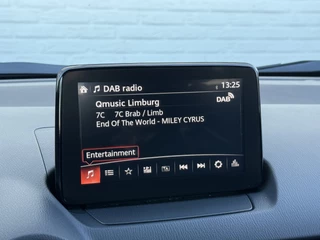 DAB radio
13:25
Qmusic Limburg
DAB
7C 7C Brab / Limb
End Of The World - MILEY CYRUS
Entertainment